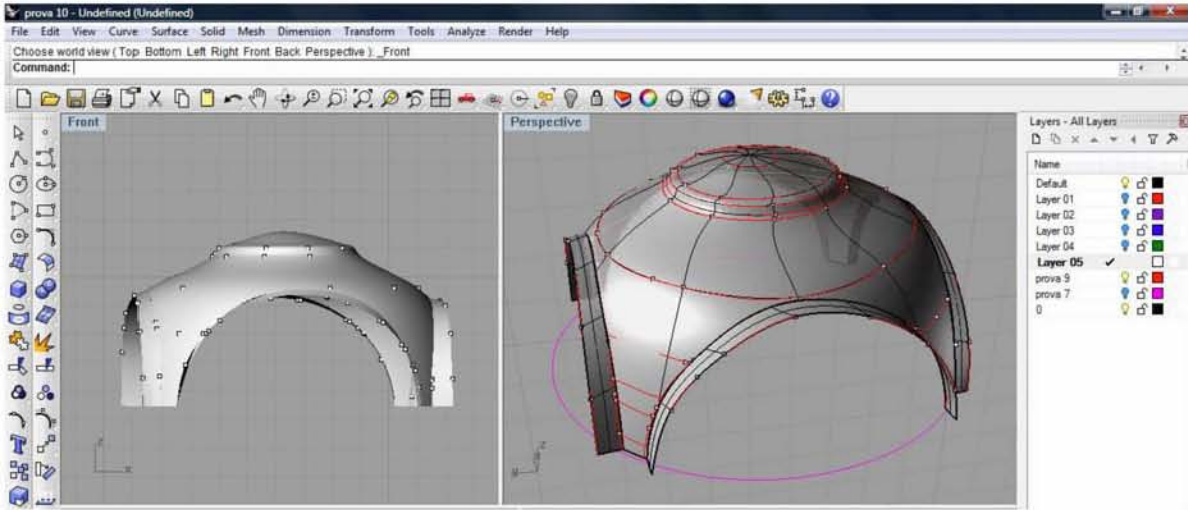 prova 10 - Undefined (Undefined)
File Edit View Curve Surface Solid Mesh Dimension Transform Tools Analyze Render Help
Choose world view ( Top Bottom Left Right Front Back Perspective ): _Front
Command:
Front
Perspective
Layers - All Layers
Name
Default
Layer 01
Layer 02
Layer 03
Layer 04
Layer 05
prova 9
prova 7
0